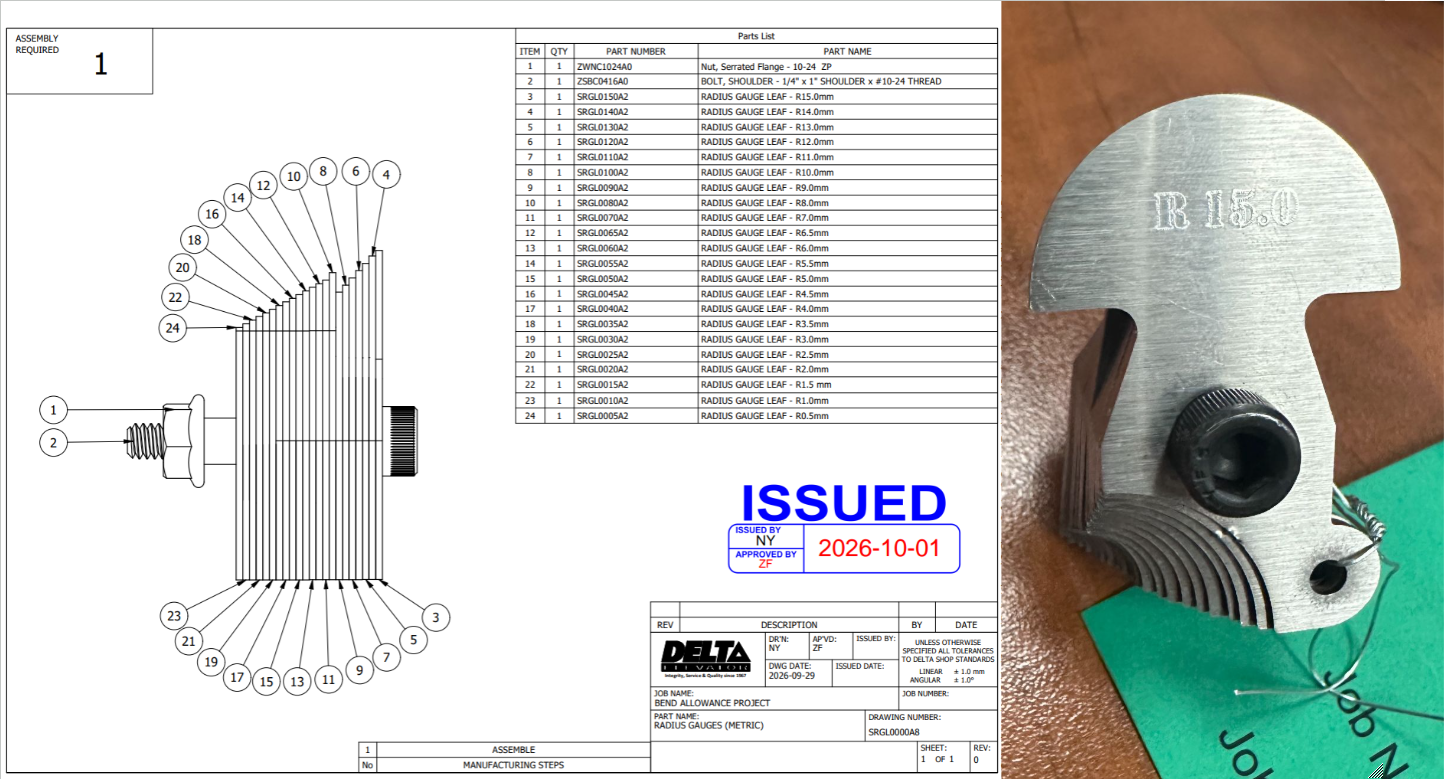 ASSEMBLY
REQUIRED
1
Parts List
ITEM QTY PART NUMBER PART NAME
1 1 ZWNC1024A0 Nut, Serrated Flange - 10-24 ZP
2 1 ZSBC0416A0 BOLT, SHOULDER - 1/4" x 1" SHOULDER x #10-24 THREAD
3 1 SRGL0150A2 RADIUS GAUGE LEAF - R15.0mm
4 1 SRGL0140A2 RADIUS GAUGE LEAF - R14.0mm
5 1 SRGL0130A2 RADIUS GAUGE LEAF - R13.0mm
6 1 SRGL0120A2 RADIUS GAUGE LEAF - R12.0mm
7 1 SRGL0110A2 RADIUS GAUGE LEAF - R11.0mm
8 1 SRGL0100A2 RADIUS GAUGE LEAF - R10.0mm
9 1 SRGL0090A2 RADIUS GAUGE LEAF - R9.0mm
10 1 SRGL0080A2 RADIUS GAUGE LEAF - R8.0mm
11 1 SRGL0070A2 RADIUS GAUGE LEAF - R7.0mm
12 1 SRGL0065A2 RADIUS GAUGE LEAF - R6.5mm
13 1 SRGL0060A2 RADIUS GAUGE LEAF - R6.0mm
14 1 SRGL0055A2 RADIUS GAUGE LEAF - R5.5mm
15 1 SRGL0050A2 RADIUS GAUGE LEAF - R5.0mm
16 1 SRGL0045A2 RADIUS GAUGE LEAF - R4.5mm
17 1 SRGL0040A2 RADIUS GAUGE LEAF - R4.0mm
18 1 SRGL0035A2 RADIUS GAUGE LEAF - R3.5mm
19 1 SRGL0030A2 RADIUS GAUGE LEAF - R3.0mm
20 1 SRGL0025A2 RADIUS GAUGE LEAF - R2.5mm
21 1 SRGL0020A2 RADIUS GAUGE LEAF - R2.0mm
22 1 SRGL0015A2 RADIUS GAUGE LEAF - R1.5 mm
23 1 SRGL0010A2 RADIUS GAUGE LEAF - R1.0mm
24 1 SRGL0005A2 RADIUS GAUGE LEAF - R0.5mm
4
6
8
10
12
14
16
18
20
22
24
1
2
23
21
19
17
15
13
11
9
7
5
3
ISSUED
ISSUED BY
NY
APPROVED BY
ZF
2026-10-01
REV DESCRIPTION BY DATE
DELTA
ELEVATOR
Integrity, Service & Quality since 1967
DR'N:
NY
AP'VD:
ZF
ISSUED BY:
DWG DATE:
2026-09-29
ISSUED DATE:
UNLESS OTHERWISE
SPECIFIED ALL TOLERANCES
TO DELTA SHOP STANDARDS
LINEAR ± 1.0 mm
ANGULAR ± 1.0°
JOB NAME:
BEND ALLOWANCE PROJECT
JOB NUMBER:
PART NAME:
RADIUS GAUGES (METRIC)
DRAWING NUMBER:
SRGL0000A8
SHEET:
1 OF 1
REV:
0
1 ASSEMBLE
No MANUFACTURING STEPS
R 15.0
Job N
Jo